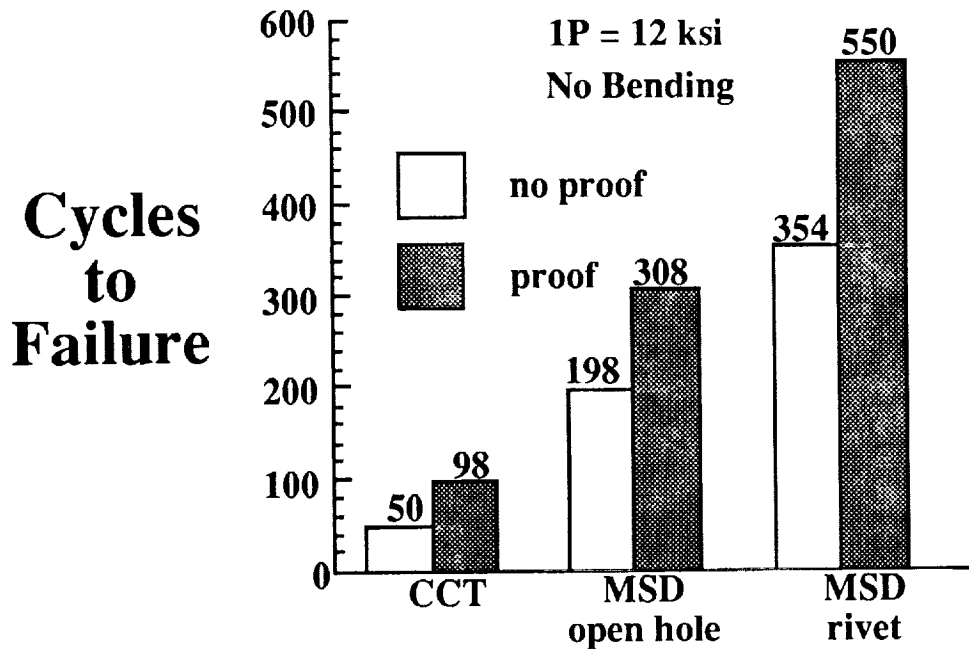 1P = 12 ksi
No Bending
no proof
proof
Cycles
to
Failure
600
500
400
300
200
100
0
50
98
198
308
354
550
CCT
MSD
open hole
MSD
rivet